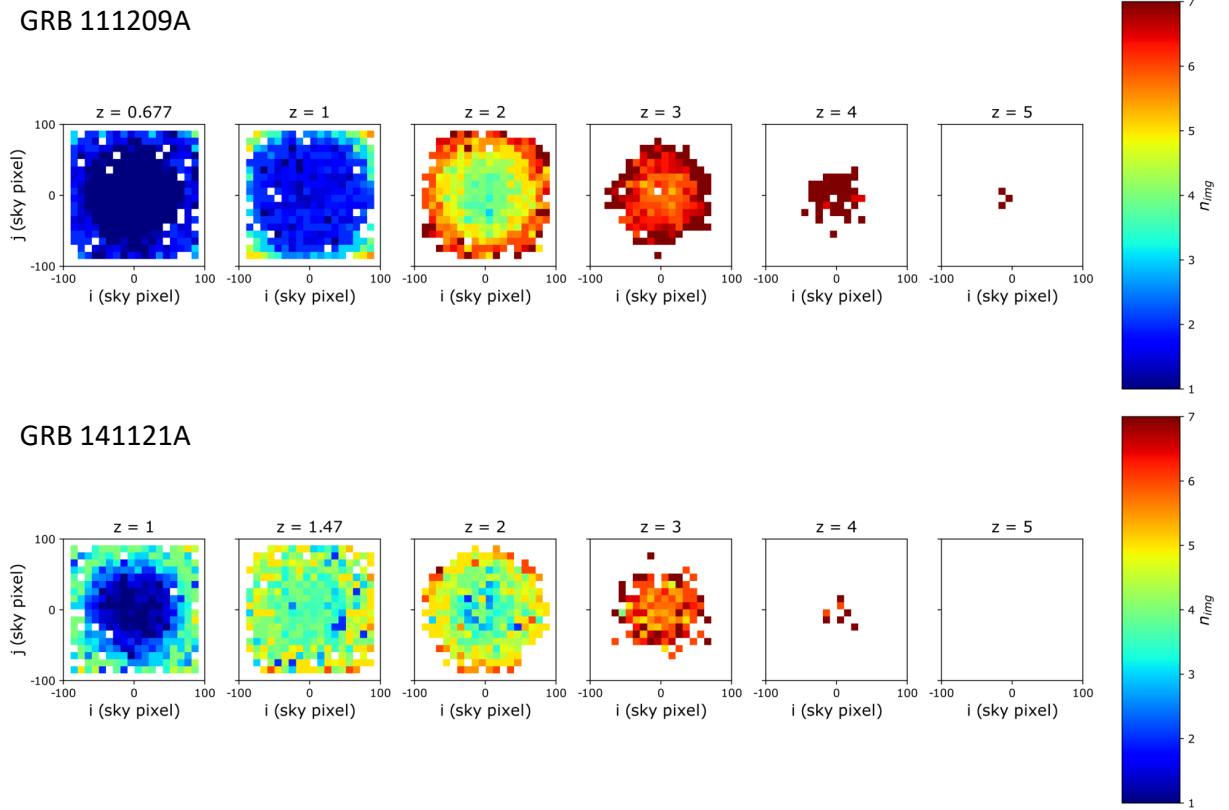 GRB 111209A
z = 0.677 z = 1 z = 2 z = 3 z = 4 z = 5
100
0
-100
j (sky pixel)
-100 0 100 -100 0 100 -100 0 100 -100 0 100 -100 0 100 -100 0 100
i (sky pixel) i (sky pixel) i (sky pixel) i (sky pixel) i (sky pixel) i (sky pixel)
7
6
5
4
3
2
1
n_img
GRB 141121A
z = 1 z = 1.47 z = 2 z = 3 z = 4 z = 5
100
0
-100
j (sky pixel)
-100 0 100 -100 0 100 -100 0 100 -100 0 100 -100 0 100 -100 0 100
i (sky pixel) i (sky pixel) i (sky pixel) i (sky pixel) i (sky pixel) i (sky pixel)
7
6
5
4
3
2
1
n_img